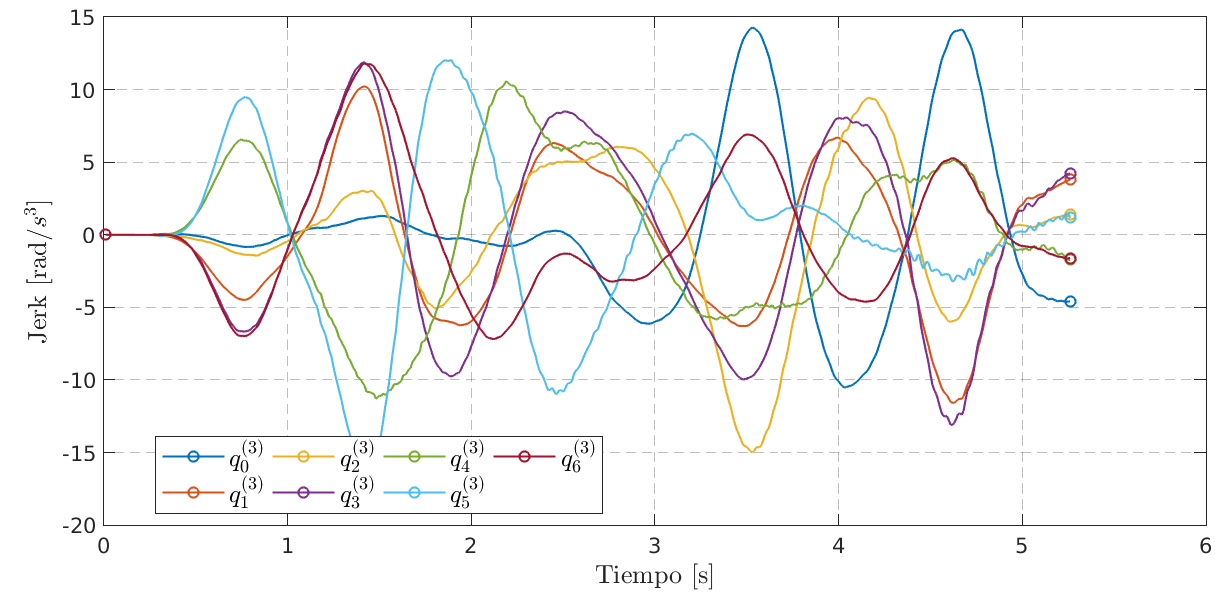 15
10
5
0
-5
-10
-15
-20
Jerk [rad/s³]
q₀⁽³⁾ q₂⁽³⁾ q₄⁽³⁾ q₆⁽³⁾
q₁⁽³⁾ q₃⁽³⁾ q₅⁽³⁾
0 1 2 3 4 5 6
Tiempo [s]